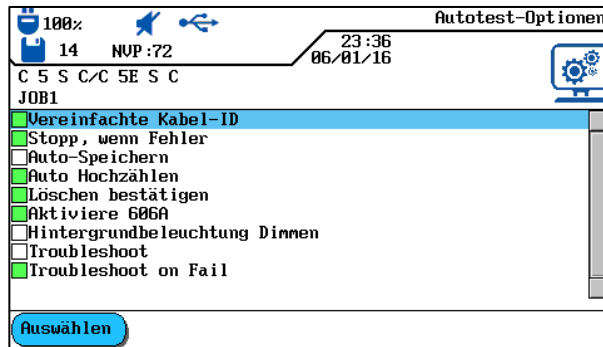 100% Autotest-Optionen
14 NVP:72 23:36
06/01/16
C 5 S C/C 5E S C
JOB1
Vereinfachte Kabel-ID
Stopp, wenn Fehler
Auto-Speichern
Auto Hochzählen
Löschen bestätigen
Aktiviere 606A
Hintergrundbeleuchtung Dimmen
Troubleshoot
Troubleshoot on Fail
Auswählen